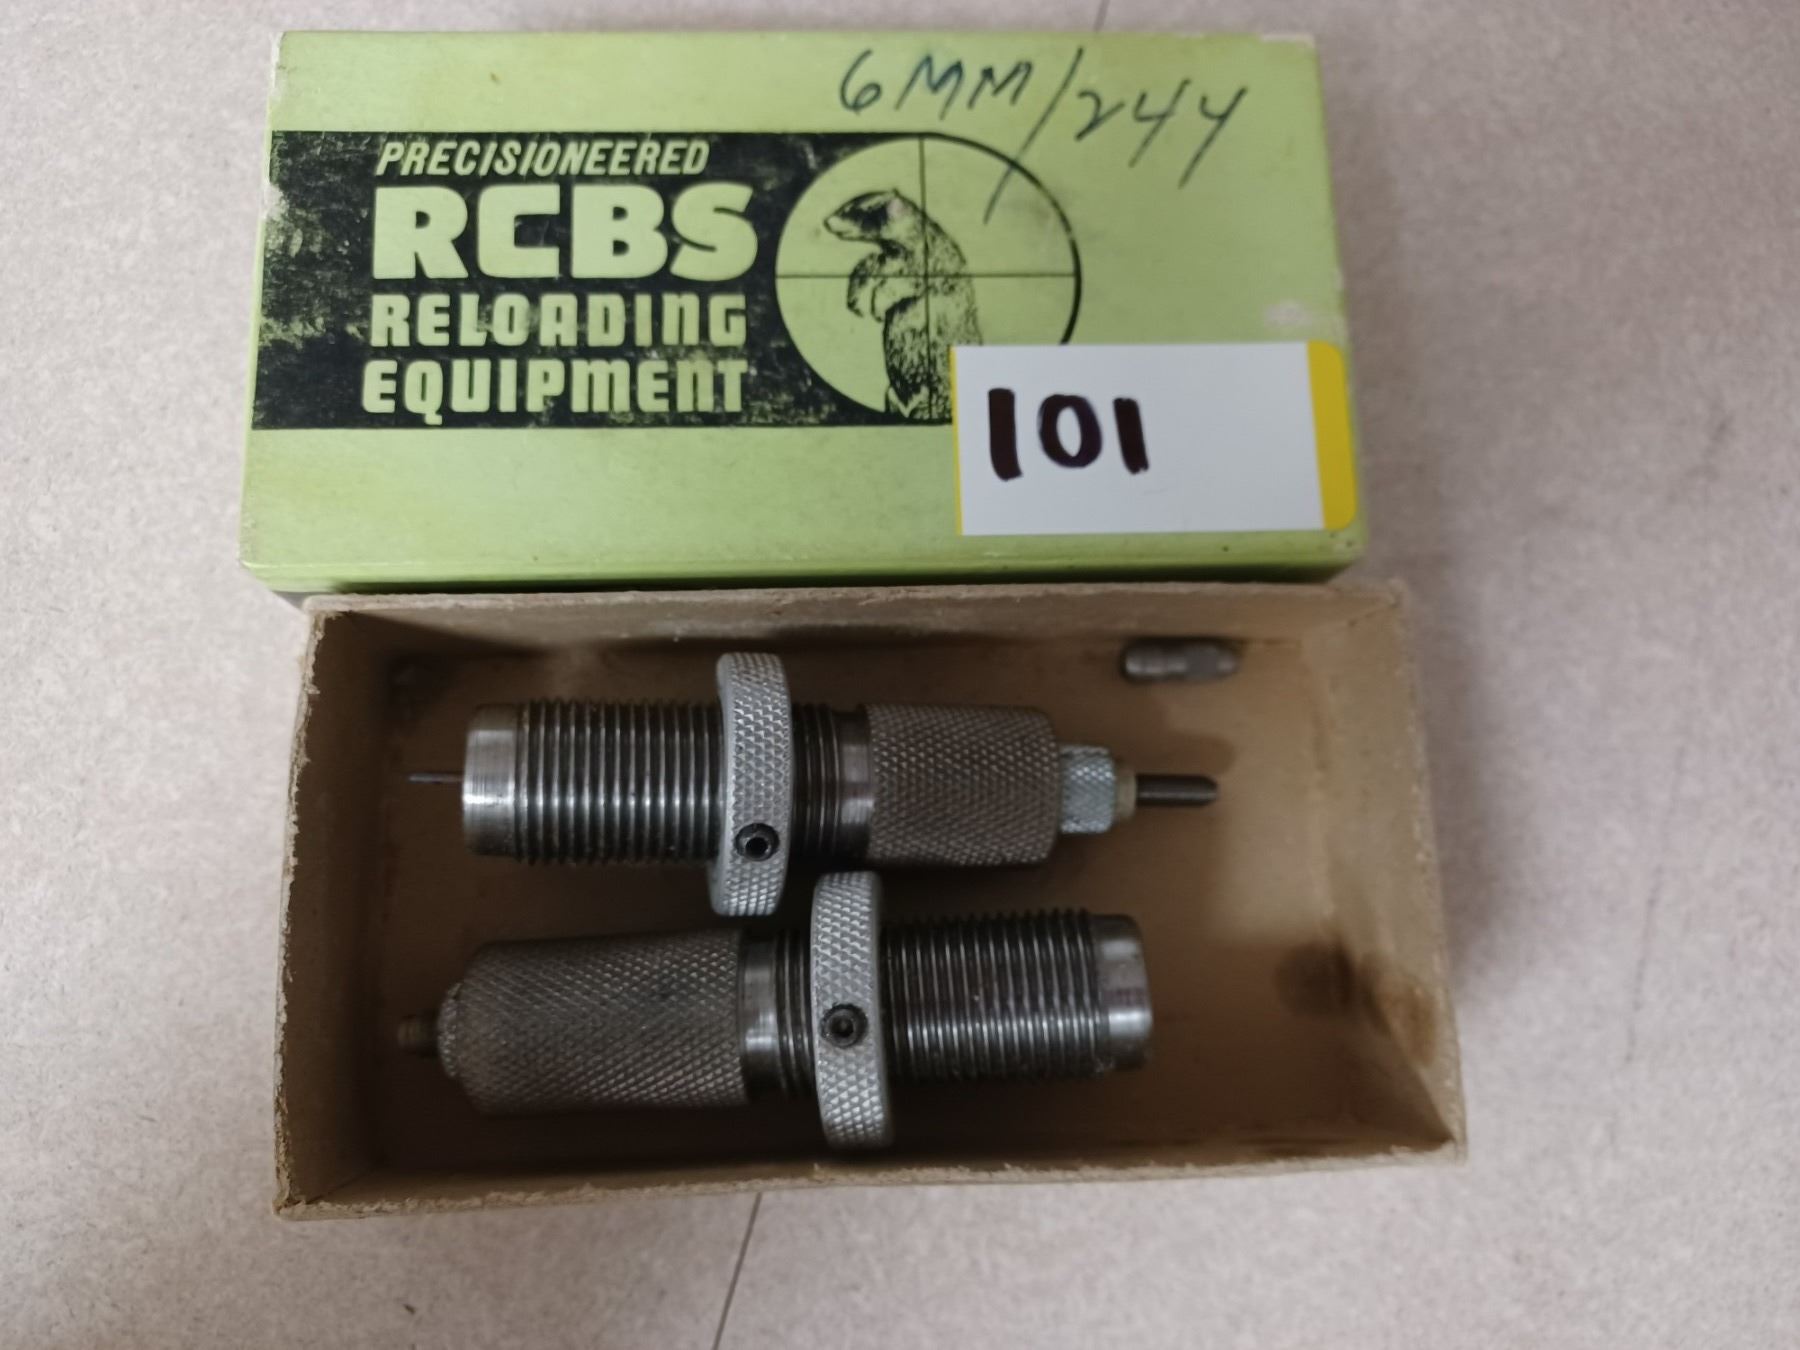 6MM/244
PRECISIONEERED
RCBS
RELOADING
EQUIPMENT
101